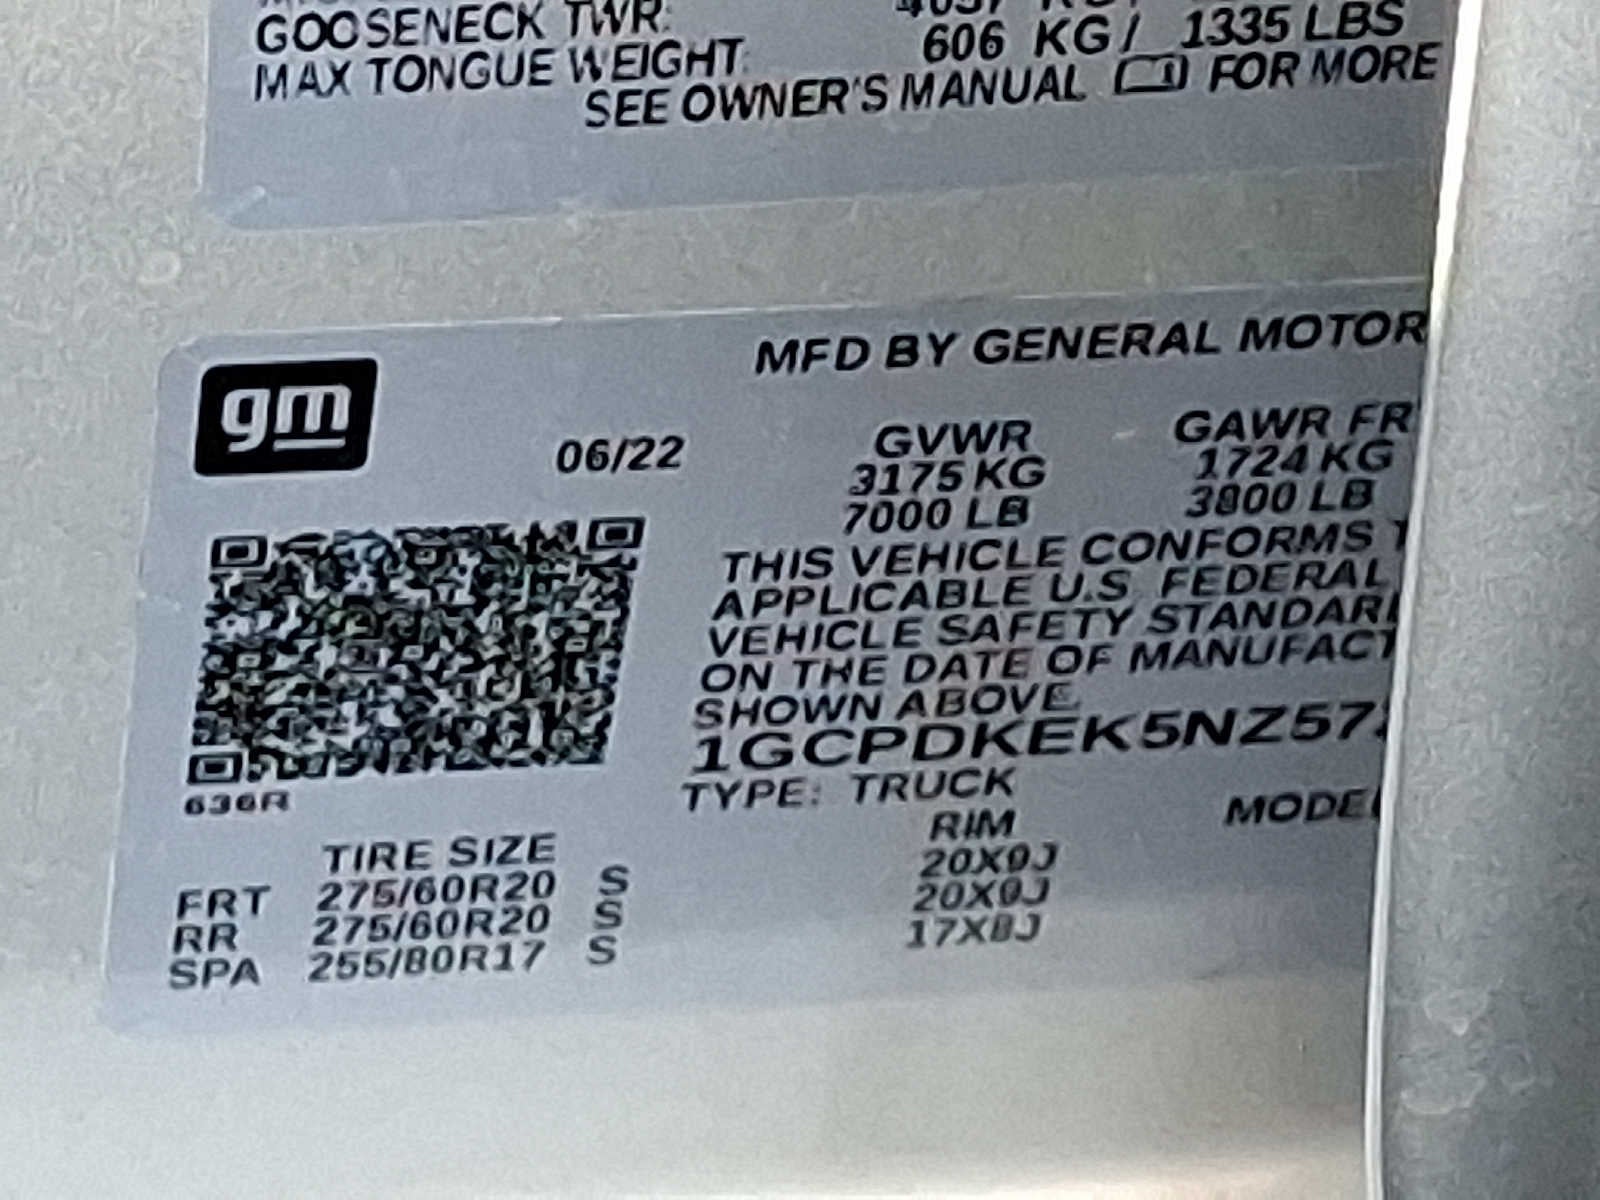 GOOSENECK TWR:
MAX TONGUE WEIGHT: 606 KG/ 1335 LBS
SEE OWNER'S MANUAL FOR MORE
gm
MFD BY GENERAL MOTOR
06/22
GVWR GAWR FR
3175 KG 1724 KG
7000 LB 3800 LB
THIS VEHICLE CONFORMS T
APPLICABLE U.S. FEDERAL
VEHICLE SAFETY STANDAR
ON THE DATE OF MANUFACT
SHOWN ABOVE.
1GCPDKEK5NZ57
TYPE: TRUCK MODEL
636R
TIRE SIZE RIM
FRT 275/60R20 S 20X9J
RR 275/60R20 S 20X9J
SPA 255/80R17 S 17X8J